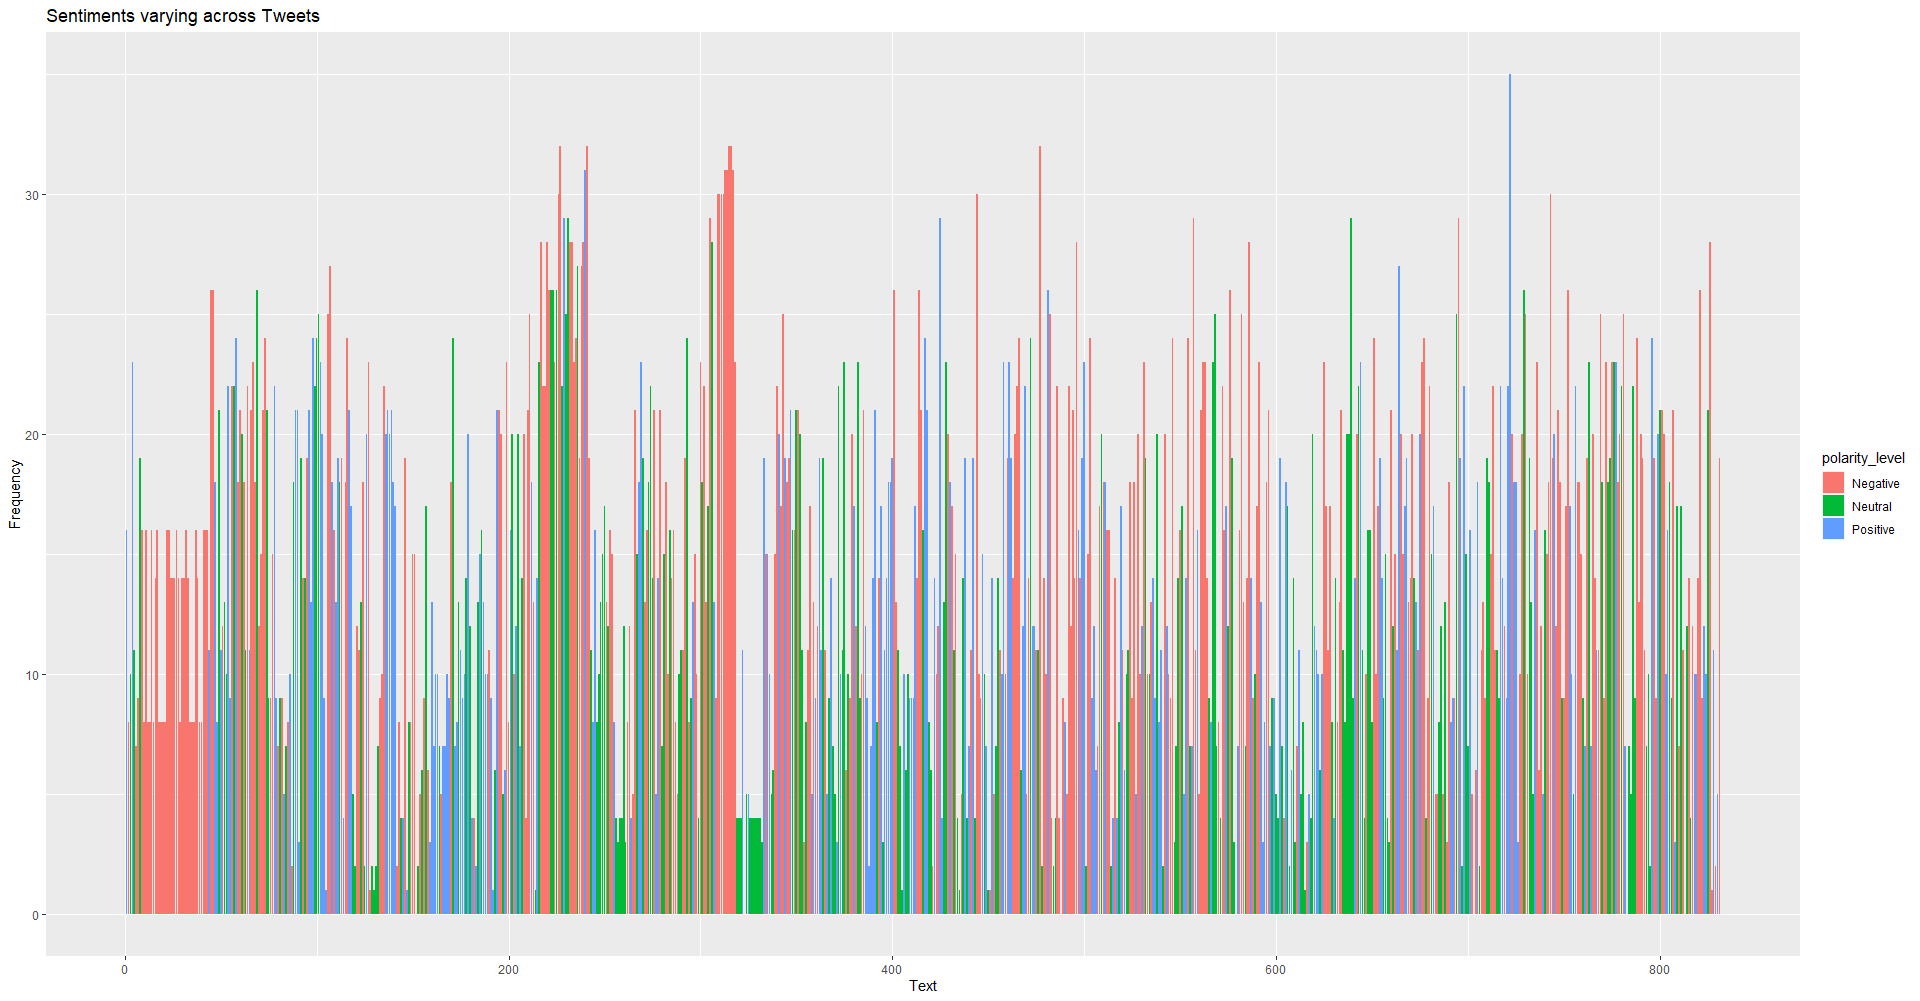 Sentiments varying across Tweets
Frequency
30
20
10
0
0 200 400 600 800
Text
polarity_level
Negative
Neutral
Positive